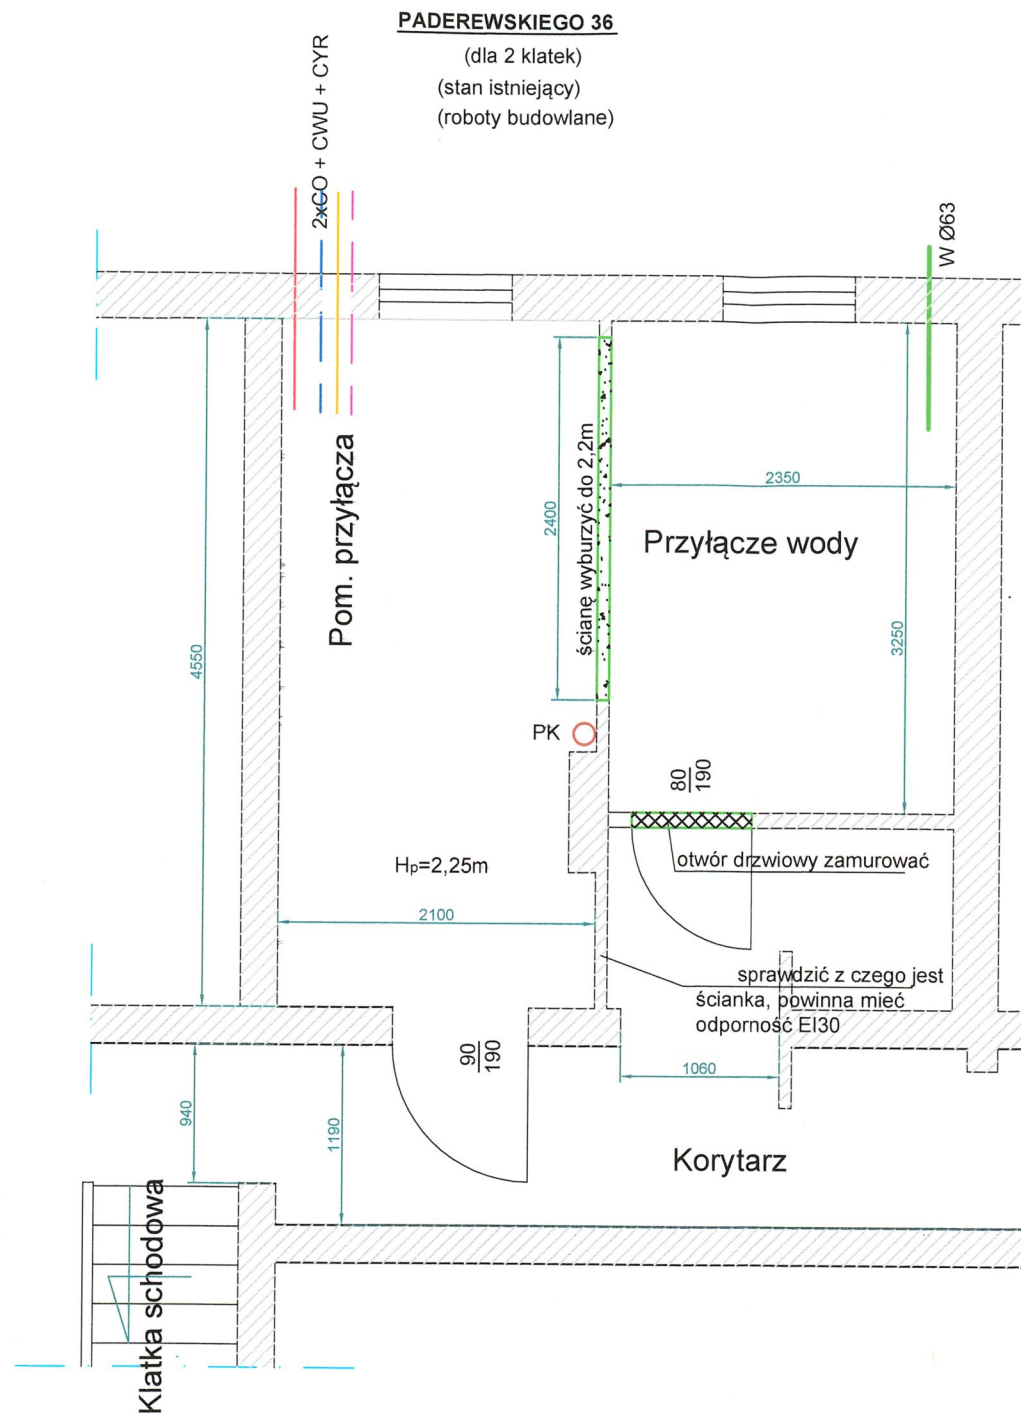 PADEREWSKIEGO 36
(dla 2 klatek)
(stan istniejący)
(roboty budowlane)
2xCO + CWU + CYR
W Ø63
Pom. przyłącza
2400
ścianę wyburzyć do 2,2m
2350
Przyłącze wody
4550
3250
PK
80
190
otwór drzwiowy zamurować
Hp=2,25m
2100
sprawdzić z czego jest
ścianka, powinna mieć
odporność EI30
90
190
1060
940
1190
Korytarz
Klatka schodowa